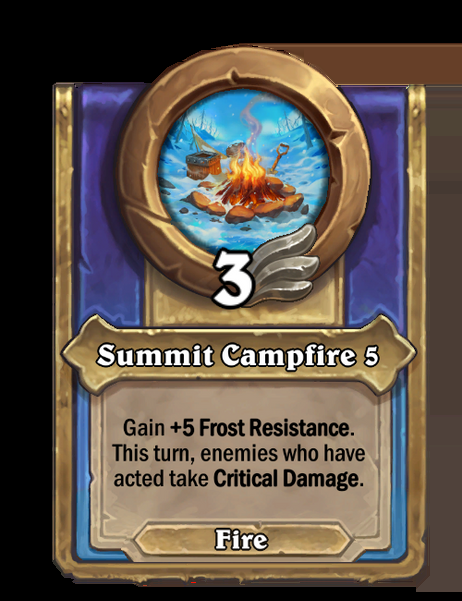 3
Summit Campfire 5
Gain +5 Frost Resistance.
This turn, enemies who have
acted take Critical Damage.
Fire